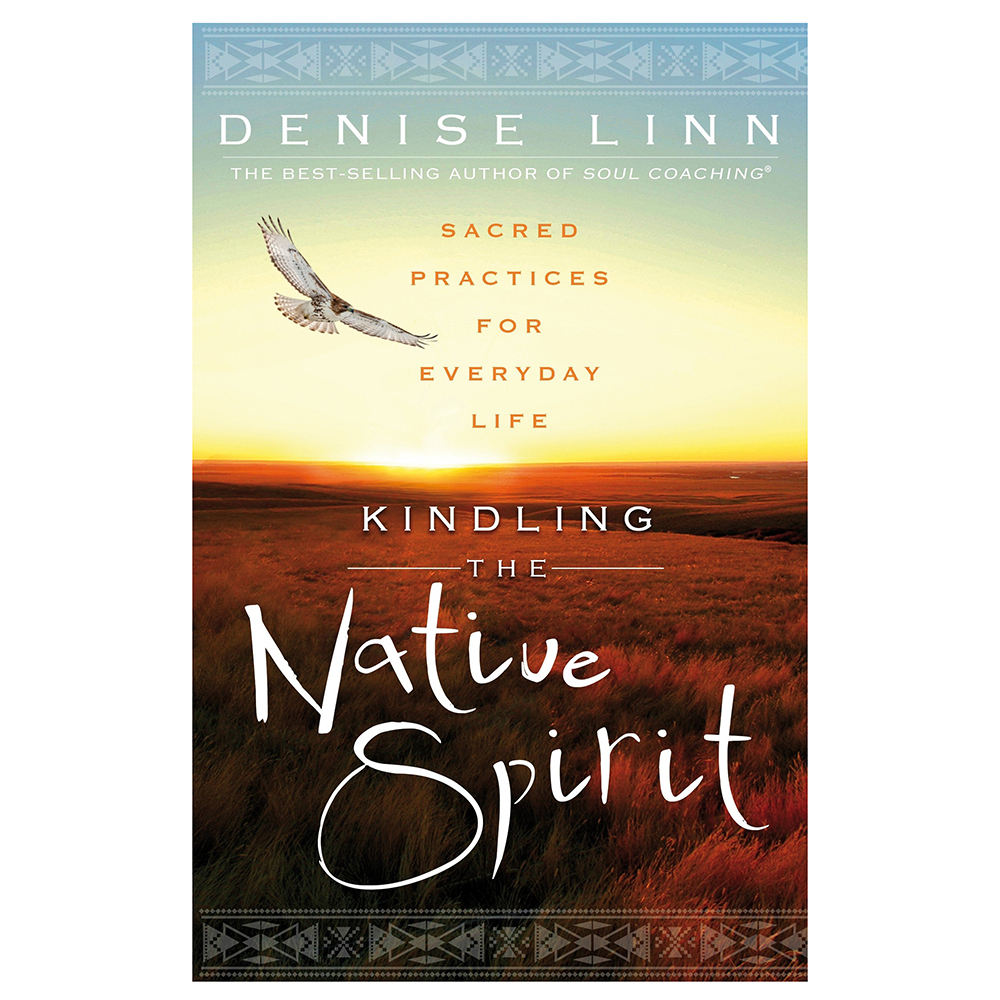 DENISE LINN
THE BEST-SELLING AUTHOR OF SOUL COACHING®
SACRED
PRACTICES
FOR
EVERYDAY
LIFE
KINDLING
THE
Native
Spirit